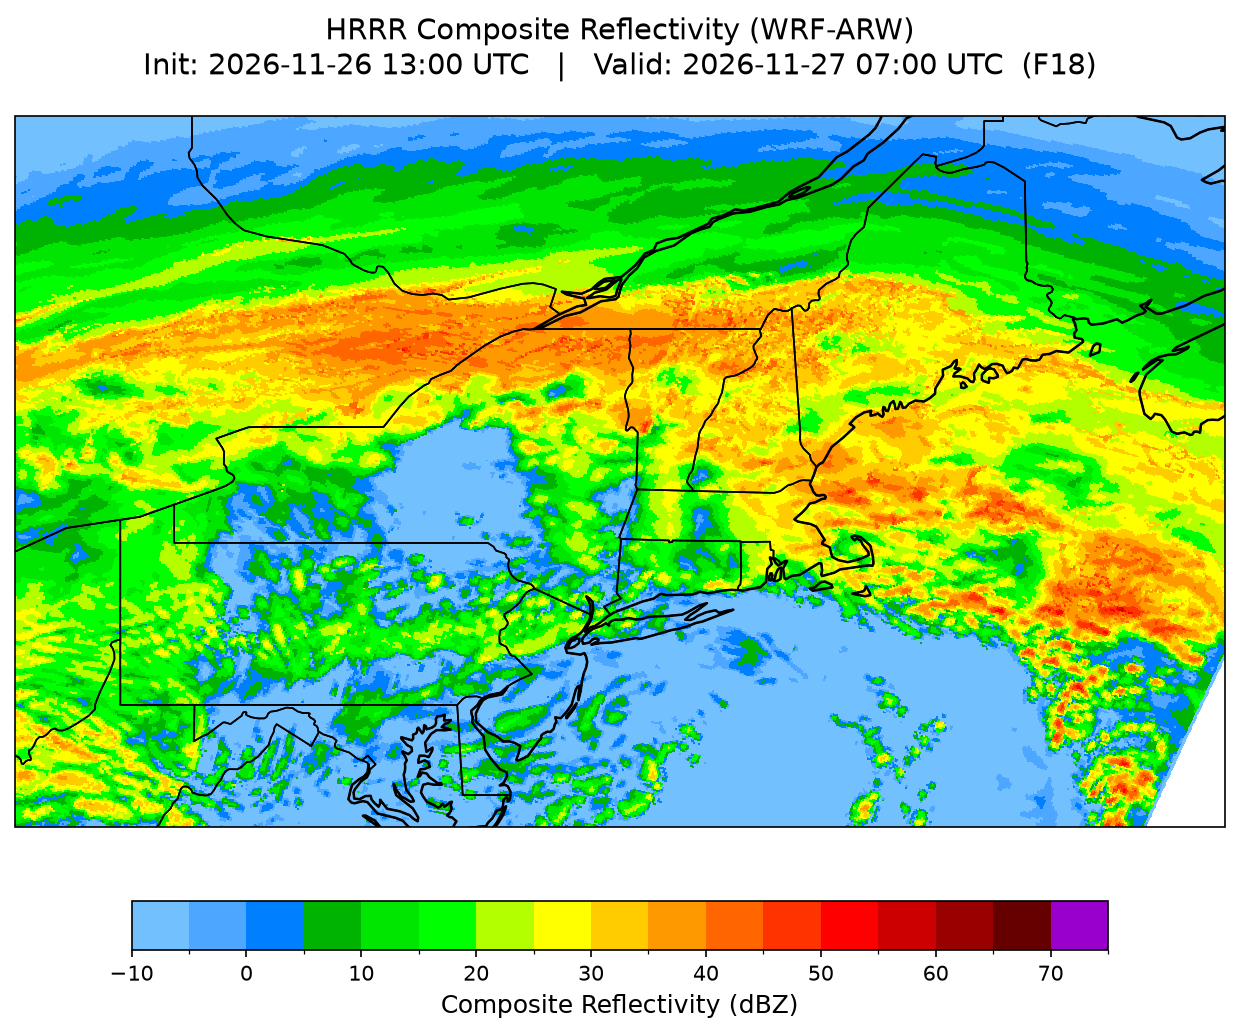 HRRR Composite Reflectivity (WRF-ARW)
Init: 2026-11-26 13:00 UTC   |   Valid: 2026-11-27 07:00 UTC  (F18)
−10 0 10 20 30 40 50 60 70
Composite Reflectivity (dBZ)